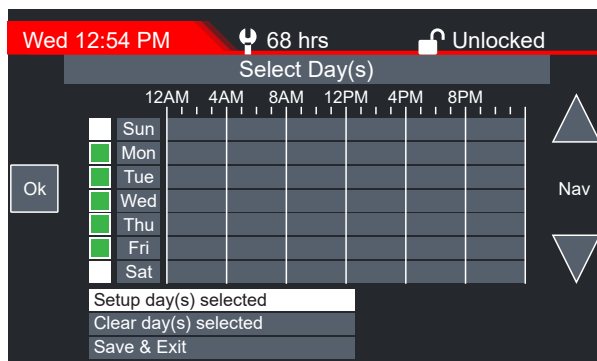 Wed 12:54 PM 68 hrs Unlocked
Select Day(s)
12AM 4AM 8AM 12PM 4PM 8PM
Sun
Mon
Tue
Ok Wed Nav
Thu
Fri
Sat
Setup day(s) selected
Clear day(s) selected
Save & Exit